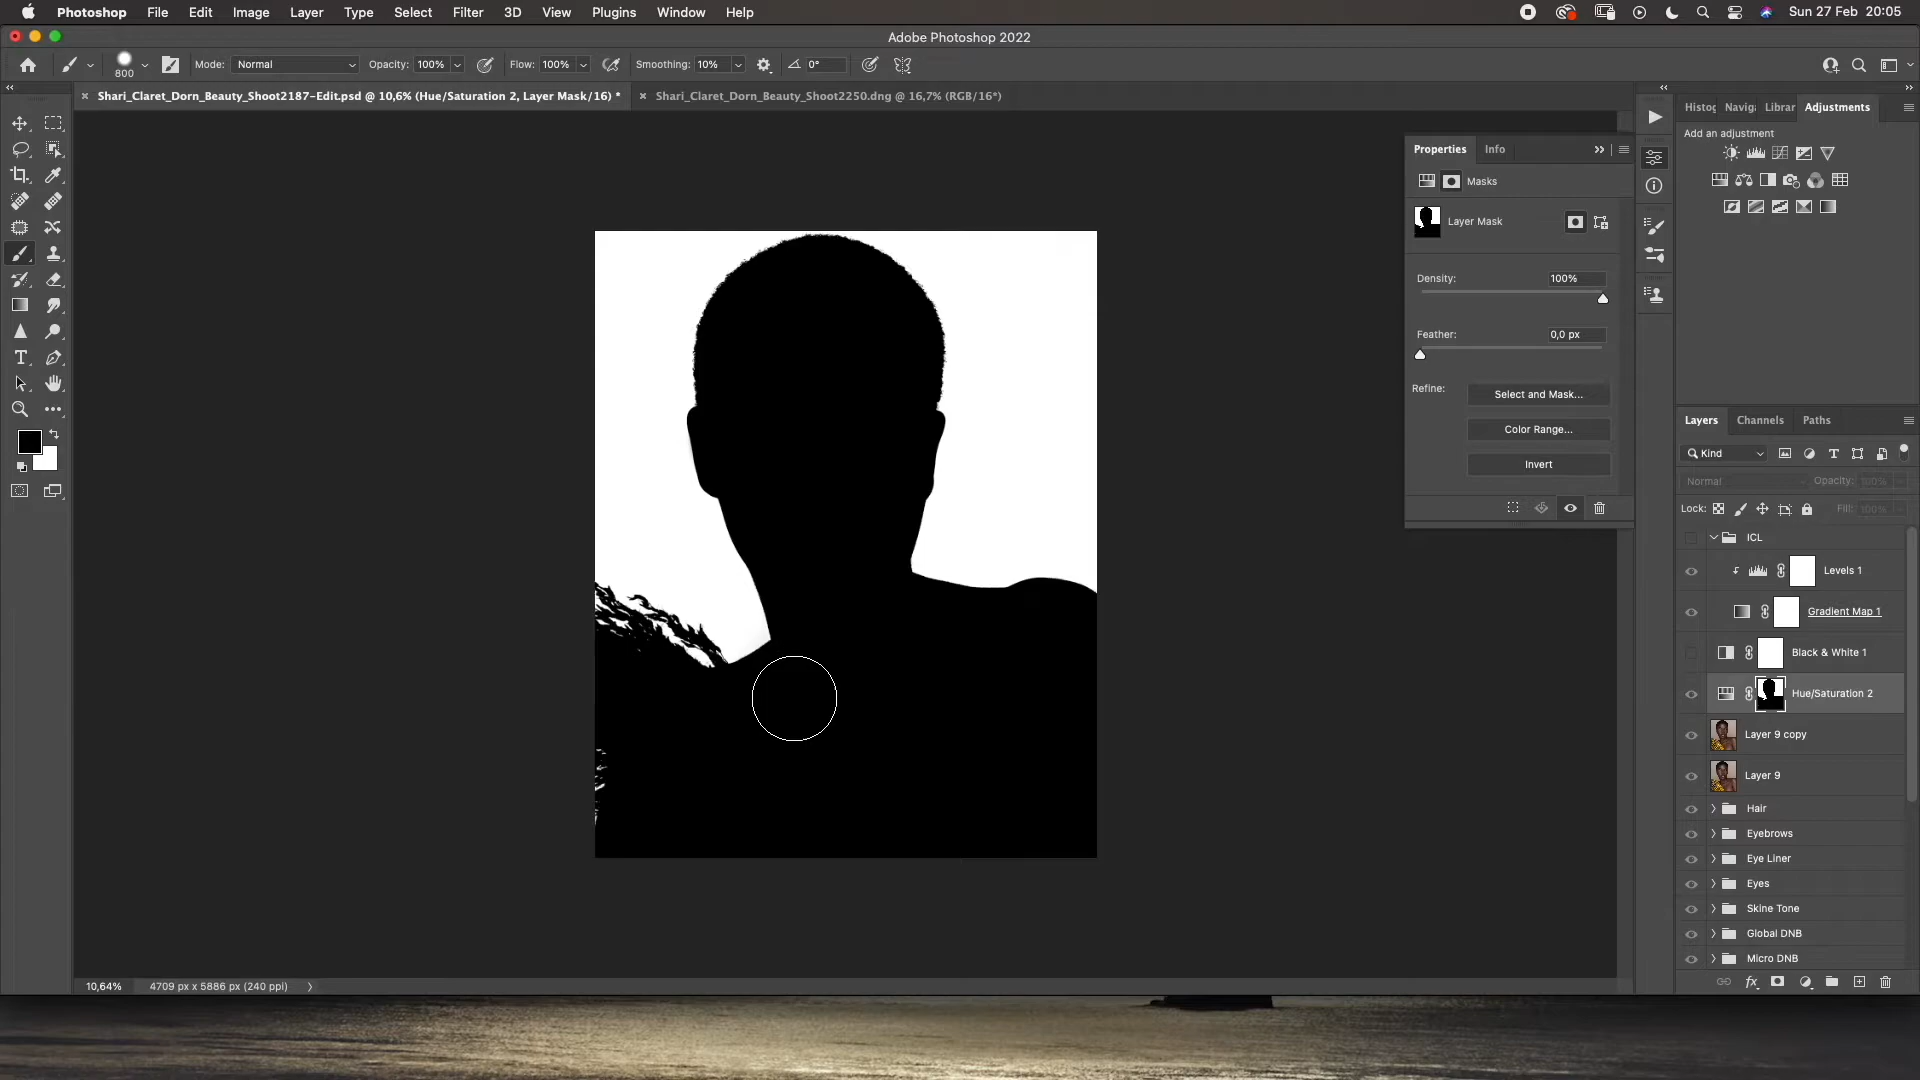 Photoshop File Edit Image Layer Type Select Filter 3D View Plugins Window Help Sun 27 Feb 20:05
Adobe Photoshop 2022
800 Mode: Normal Opacity: 100% Flow: 100% Smoothing: 10% 0°
Shari_Claret_Dorn_Beauty_Shoot2187-Edit.psd @ 10,6% (Hue/Saturation 2, Layer Mask/16) * Shari_Claret_Dorn_Beauty_Shoot2250.dng @ 16,7% (RGB/16*)
Histog Naviga Librar Adjustments
Add an adjustment
Properties Info
Masks
Layer Mask
Density: 100%
Feather: 0,0 px
Refine: Select and Mask...
Color Range...
Invert
Layers Channels Paths
Kind
Normal Opacity: 100%
Lock: Fill: 100%
ICL
Levels 1
Gradient Map 1
Black & White 1
Hue/Saturation 2
Layer 9 copy
Layer 9
Hair
Eyebrows
Eye Liner
Eyes
Skine Tone
Global DNB
Micro DNB
10,64% 4709 px x 5886 px (240 ppi)